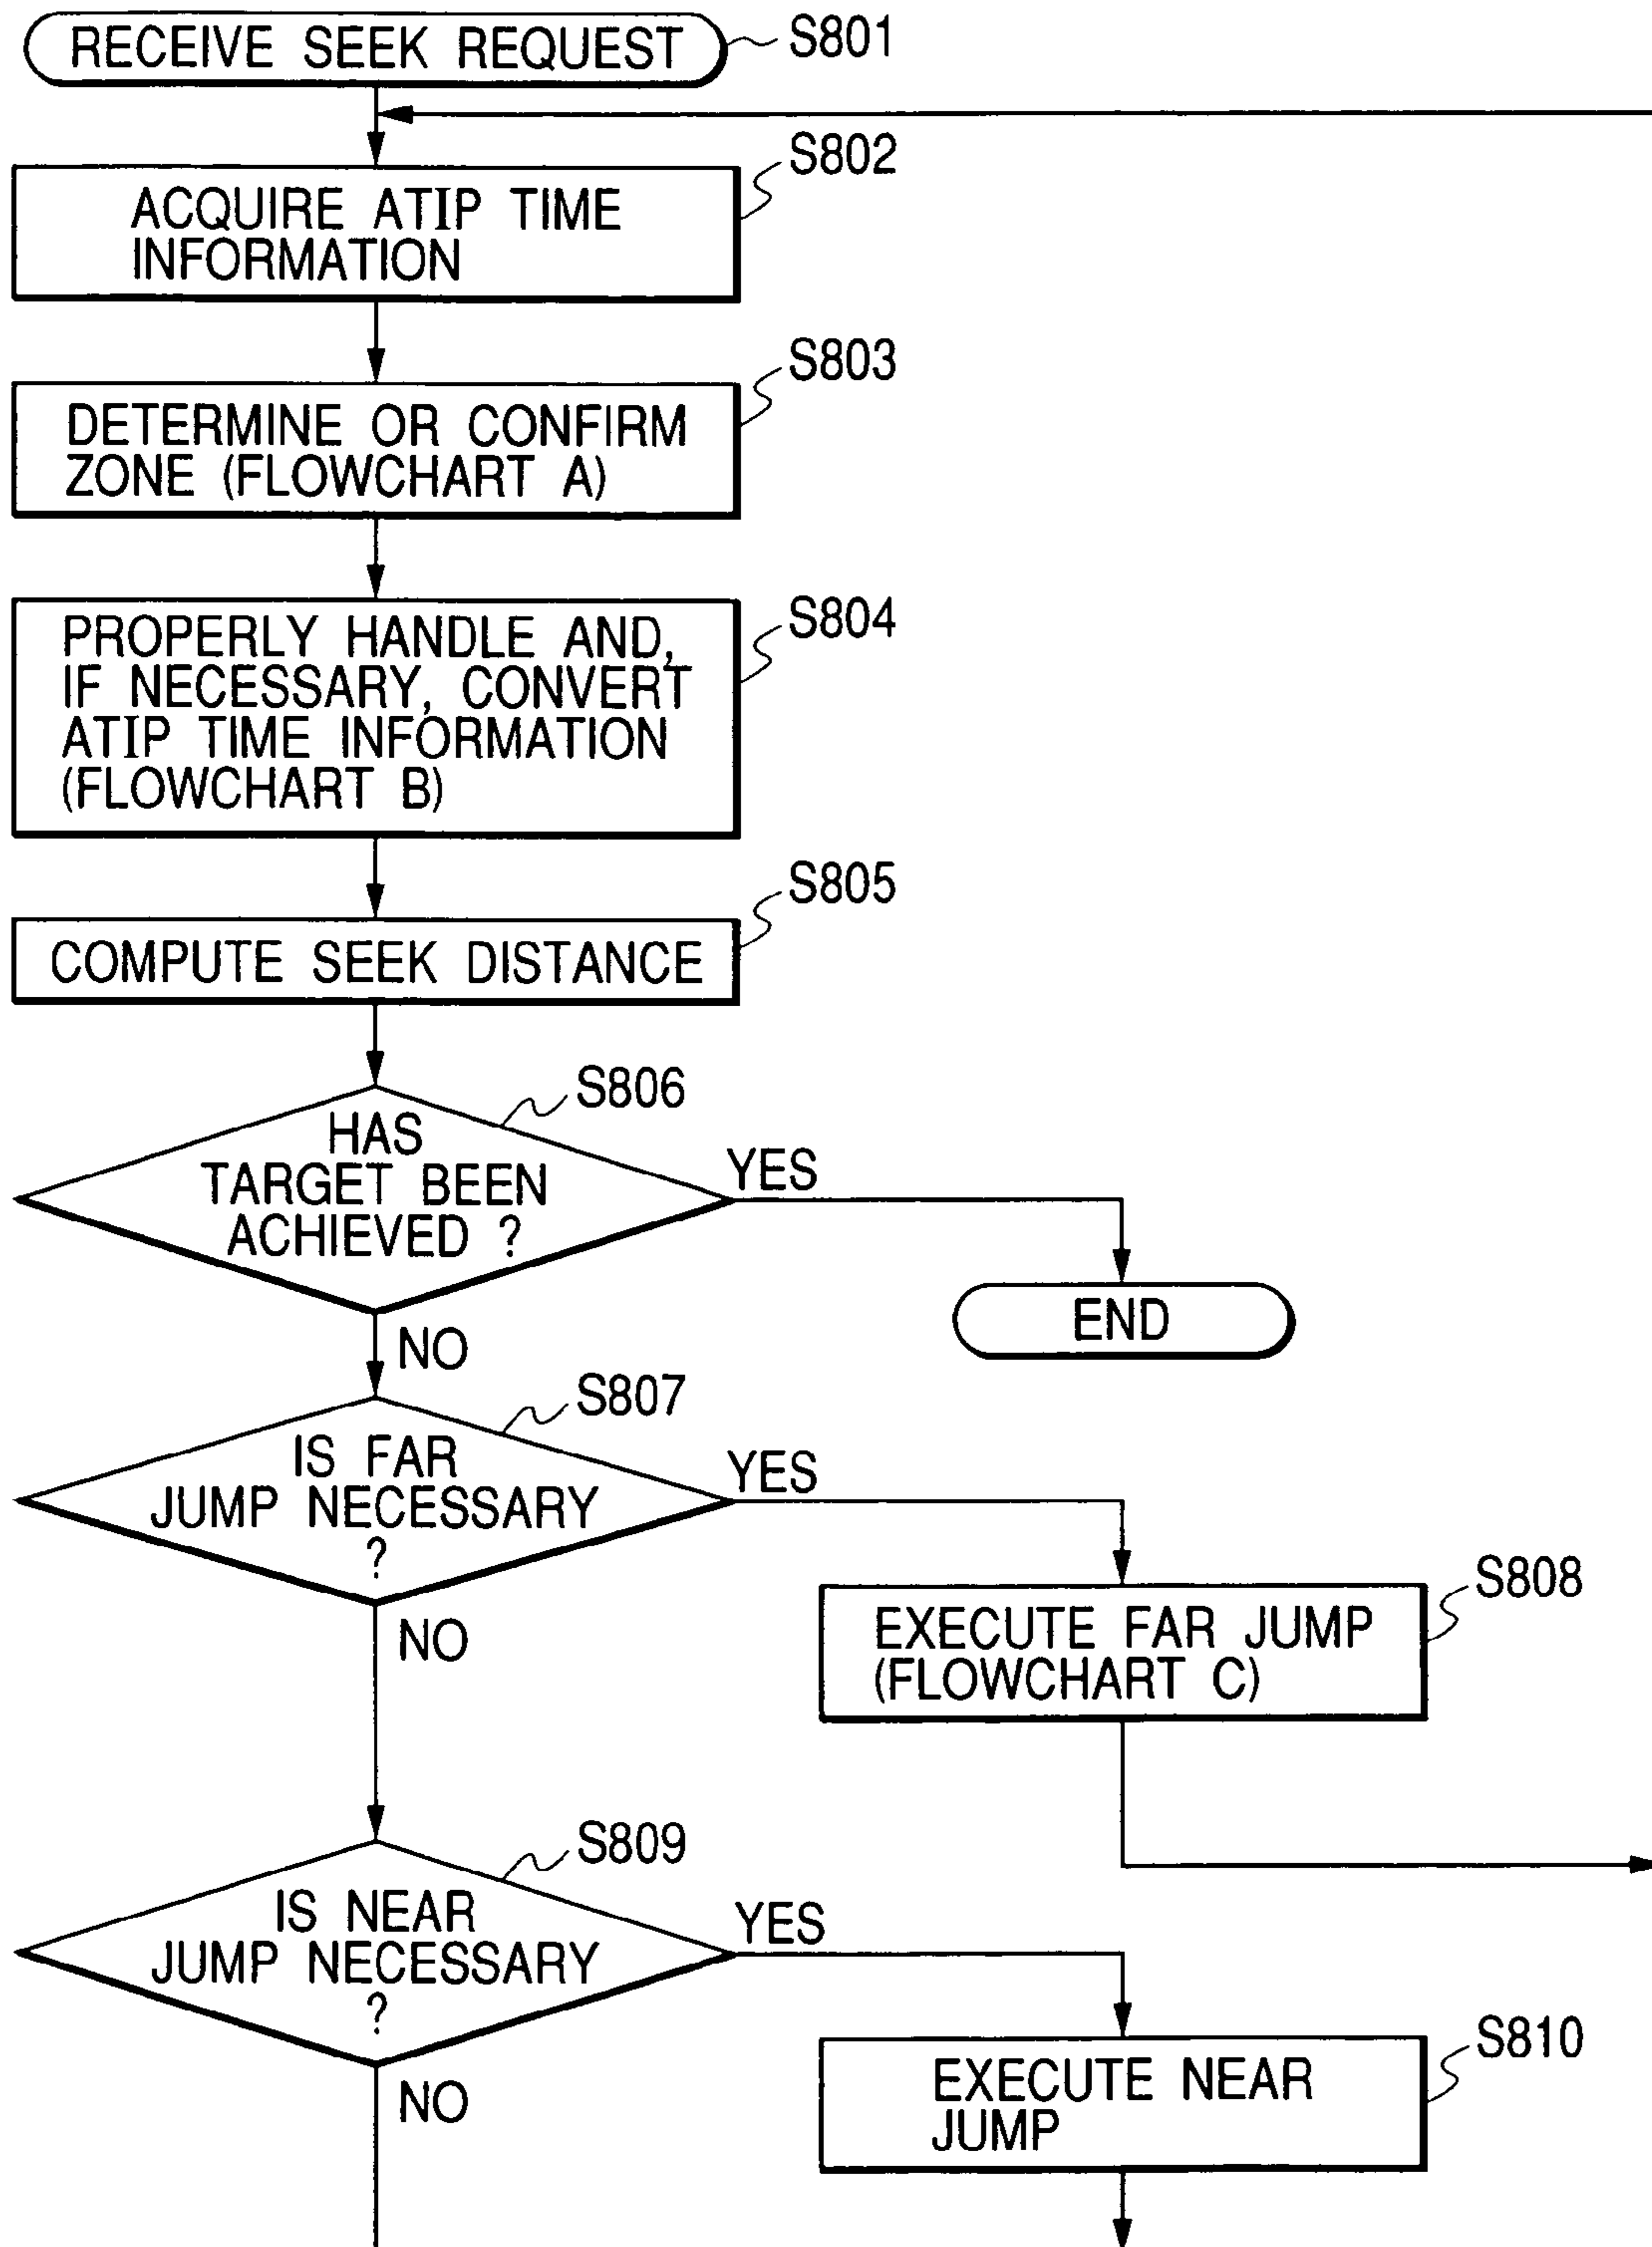 RECEIVE SEEK REQUEST
S801
S802
ACQUIRE ATIP TIME
INFORMATION
S803
DETERMINE OR CONFIRM
ZONE (FLOWCHART A)
S804
PROPERLY HANDLE AND,
IF NECESSARY, CONVERT
ATIP TIME INFORMATION
(FLOWCHART B)
S805
COMPUTE SEEK DISTANCE
S806
HAS
TARGET BEEN
ACHIEVED ?
YES
END
NO
S807
IS FAR
JUMP NECESSARY
?
YES
S808
EXECUTE FAR JUMP
(FLOWCHART C)
NO
S809
IS NEAR
JUMP NECESSARY
?
YES
S810
EXECUTE NEAR
JUMP
NO